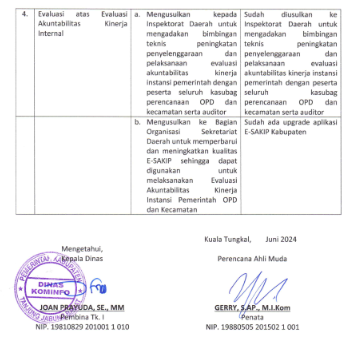 4. Evaluasi atas Evaluasi
Akuntabilitas Kinerja
Internal
a. Mengusulkan kepada
Inspektorat Daerah untuk
mengadakan bimbingan
teknis peningkatan
penyelenggaraan dan
pelaksanaan evaluasi
akuntabilitas kinerja
instansi pemerintah dengan
peserta seluruh kasubag
perencanaan OPD dan
kecamatan serta auditor
Sudah diusulkan ke
Inspektorat Daerah untuk
mengadakan bimbingan
teknis peningkatan
penyelenggaraan dan
pelaksanaan evaluasi
akuntabilitas kinerja instansi
pemerintah dengan peserta
seluruh kasubag
perencanaan OPD dan
kecamatan serta auditor
b. Mengusulkan ke Bagian
Organisasi Sekretariat
Daerah untuk memperbarui
dan meningkatkan kualitas
E-SAKIP sehingga dapat
digunakan untuk
melaksanakan Evaluasi
Akuntabilitas Kinerja
Instansi Pemerintah OPD
dan Kecamatan
Sudah ada upgrade aplikasi
E-SAKIP Kabupaten
Kuala Tungkal, Juni 2024
Mengetahui,
Kepala Dinas
Perencana Ahli Muda
PEMERINTAH KABUPATEN
DINAS
KOMINFO
TANJUNG JABUNG BARAT
JOAN PRAYUDA, SE., MM
Pembina Tk. I
NIP. 19810829 201001 1 010
GERRY, S.AP., M.I.Kom
Penata
NIP. 19880505 201502 1 001